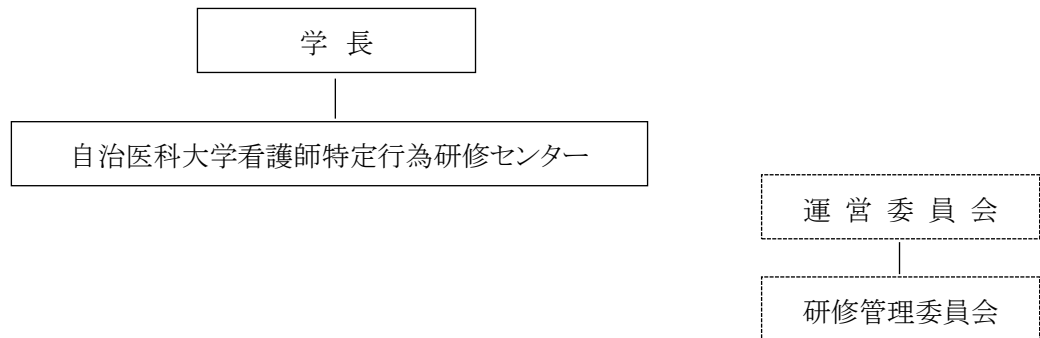 学 長
自治医科大学看護師特定行為研修センター
運 営 委 員 会
研修管理委員会